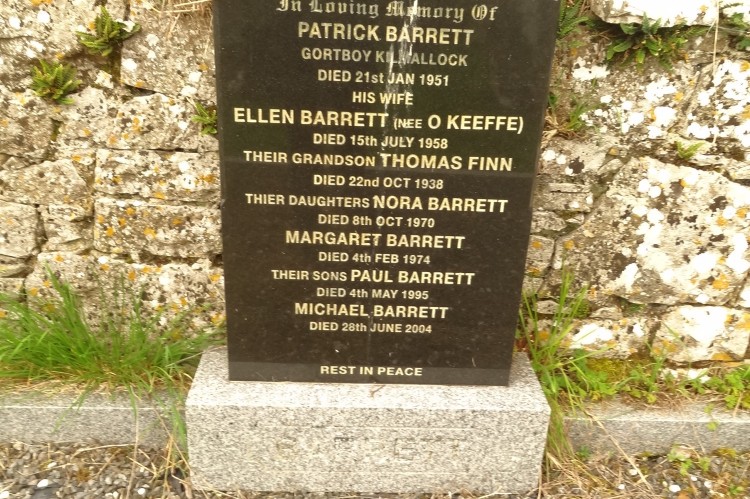 In Loving Memory Of
PATRICK BARRETT
GORTBOY KILMALLOCK
DIED 21st JAN 1951
HIS WIFE
ELLEN BARRETT (NEE O KEEFFE)
DIED 15th JULY 1958
THEIR GRANDSON THOMAS FINN
DIED 22nd OCT 1938
THIER DAUGHTERS NORA BARRETT
DIED 8th OCT 1970
MARGARET BARRETT
DIED 4th FEB 1974
THEIR SONS PAUL BARRETT
DIED 4th MAY 1995
MICHAEL BARRETT
DIED 28th JUNE 2004
REST IN PEACE
BARRETT